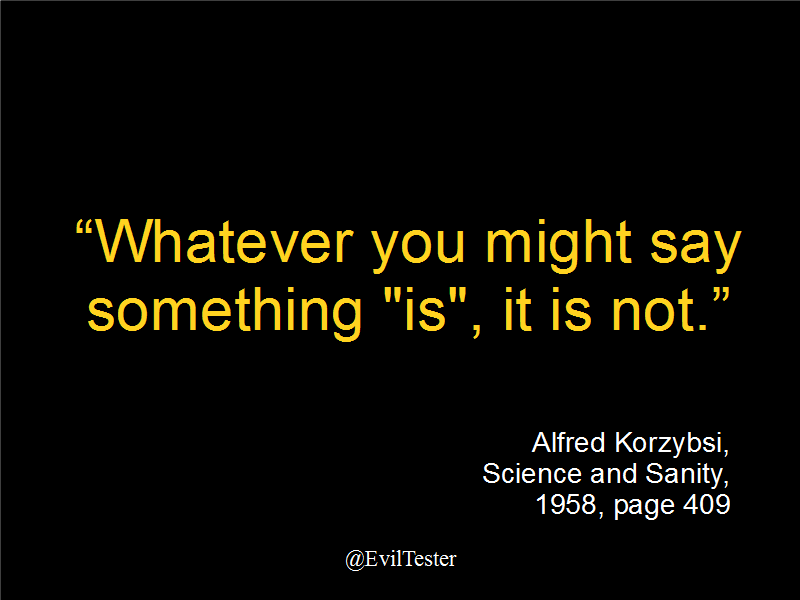 “Whatever you might say
something "is", it is not.”
Alfred Korzybsi,
Science and Sanity,
1958, page 409
@EvilTester